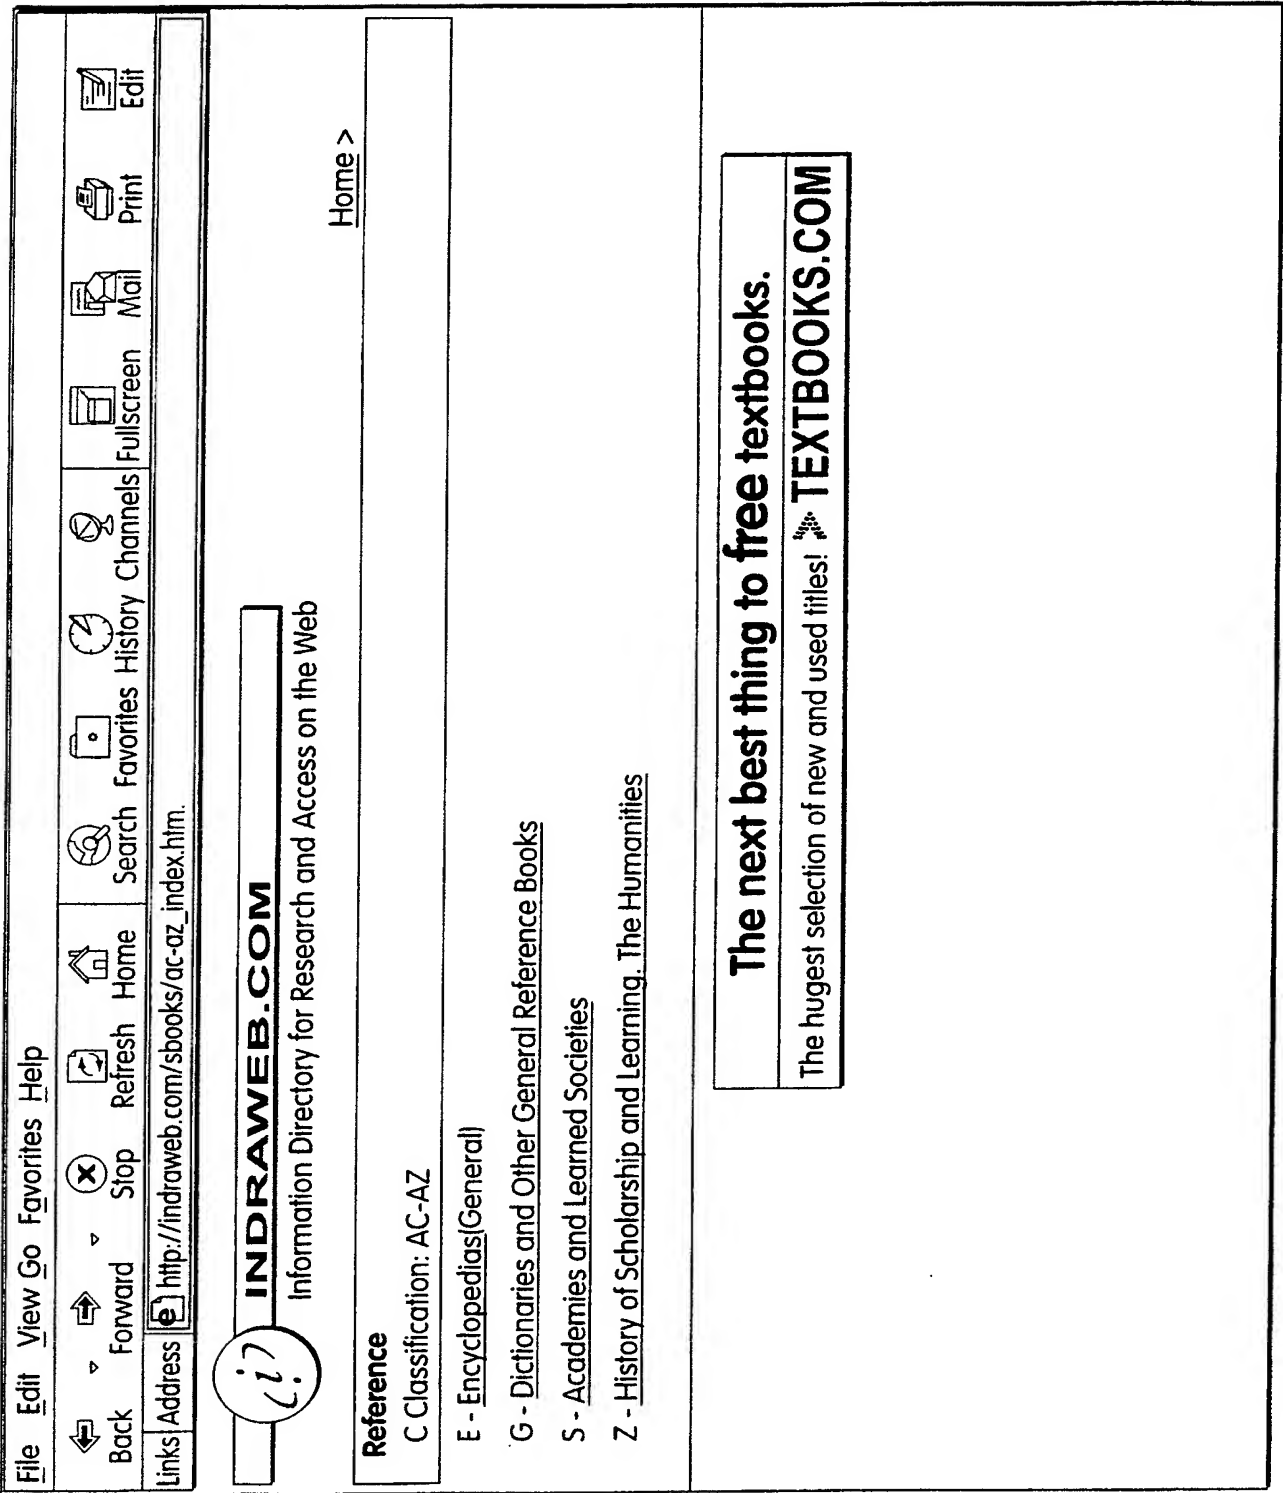 File Edit View Go Favorites Help
Back Forward Stop Refresh Home Search Favorites History Channels Fullscreen Mail Print Edit
Links Address http://indraweb.com/sbooks/ac-az_index.htm.
(i) INDRAWEB.COM
Information Directory for Research and Access on the Web
Home >
Reference
C Classification: AC-AZ
E - Encyclopedias(General)
G - Dictionaries and Other General Reference Books
S - Academies and Learned Societies
Z - History of Scholarship and Learning. The Humanities
The next best thing to free textbooks.
The hugest selection of new and used titles! TEXTBOOKS.COM